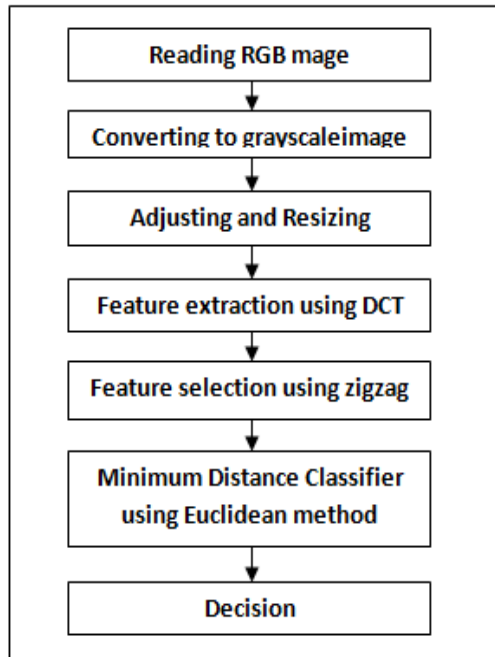 Reading RGB mage
Converting to grayscaleimage
Adjusting and Resizing
Feature extraction using DCT
Feature selection using zigzag
Minimum Distance Classifier
using Euclidean method
Decision